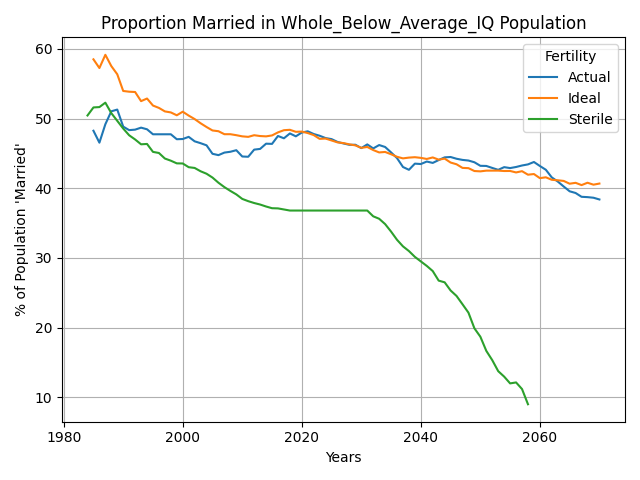 Proportion Married in Whole_Below_Average_IQ Population
Fertility
Actual
Ideal
Sterile
% of Population 'Married'
60
50
40
30
20
10
1980
2000
2020
2040
2060
Years